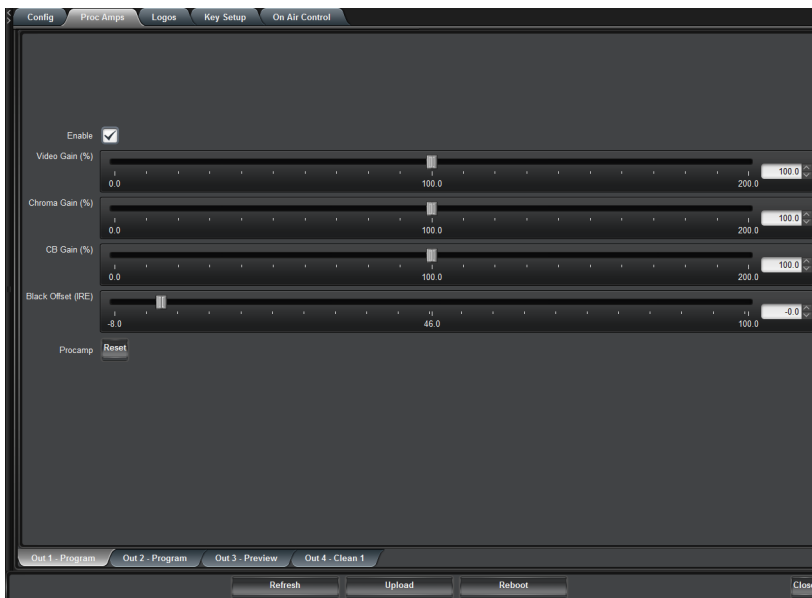 Config Proc Amps Logos Key Setup On Air Control
Enable
Video Gain (%)
100.0
0.0 100.0 200.0
Chroma Gain (%)
100.0
0.0 100.0 200.0
CB Gain (%)
100.0
0.0 100.0 200.0
Black Offset (IRE)
-0.0
-8.0 46.0 100.0
Procamp Reset
Out 1 - Program Out 2 - Program Out 3 - Preview Out 4 - Clean 1
Refresh Upload Reboot Close